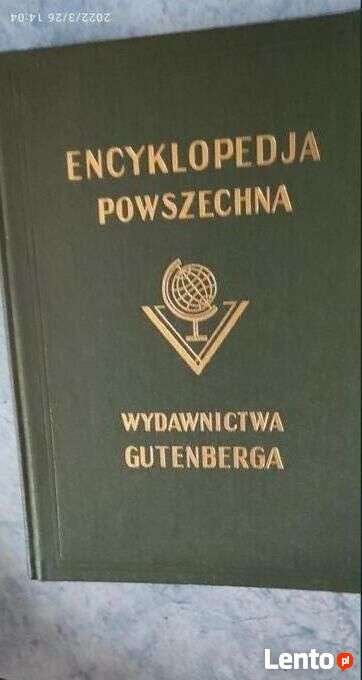 2022/3/26 14:04
ENCYKLOPEDJA
POWSZECHNA
WYDAWNICTWA
GUTENBERGA
Lento.pl